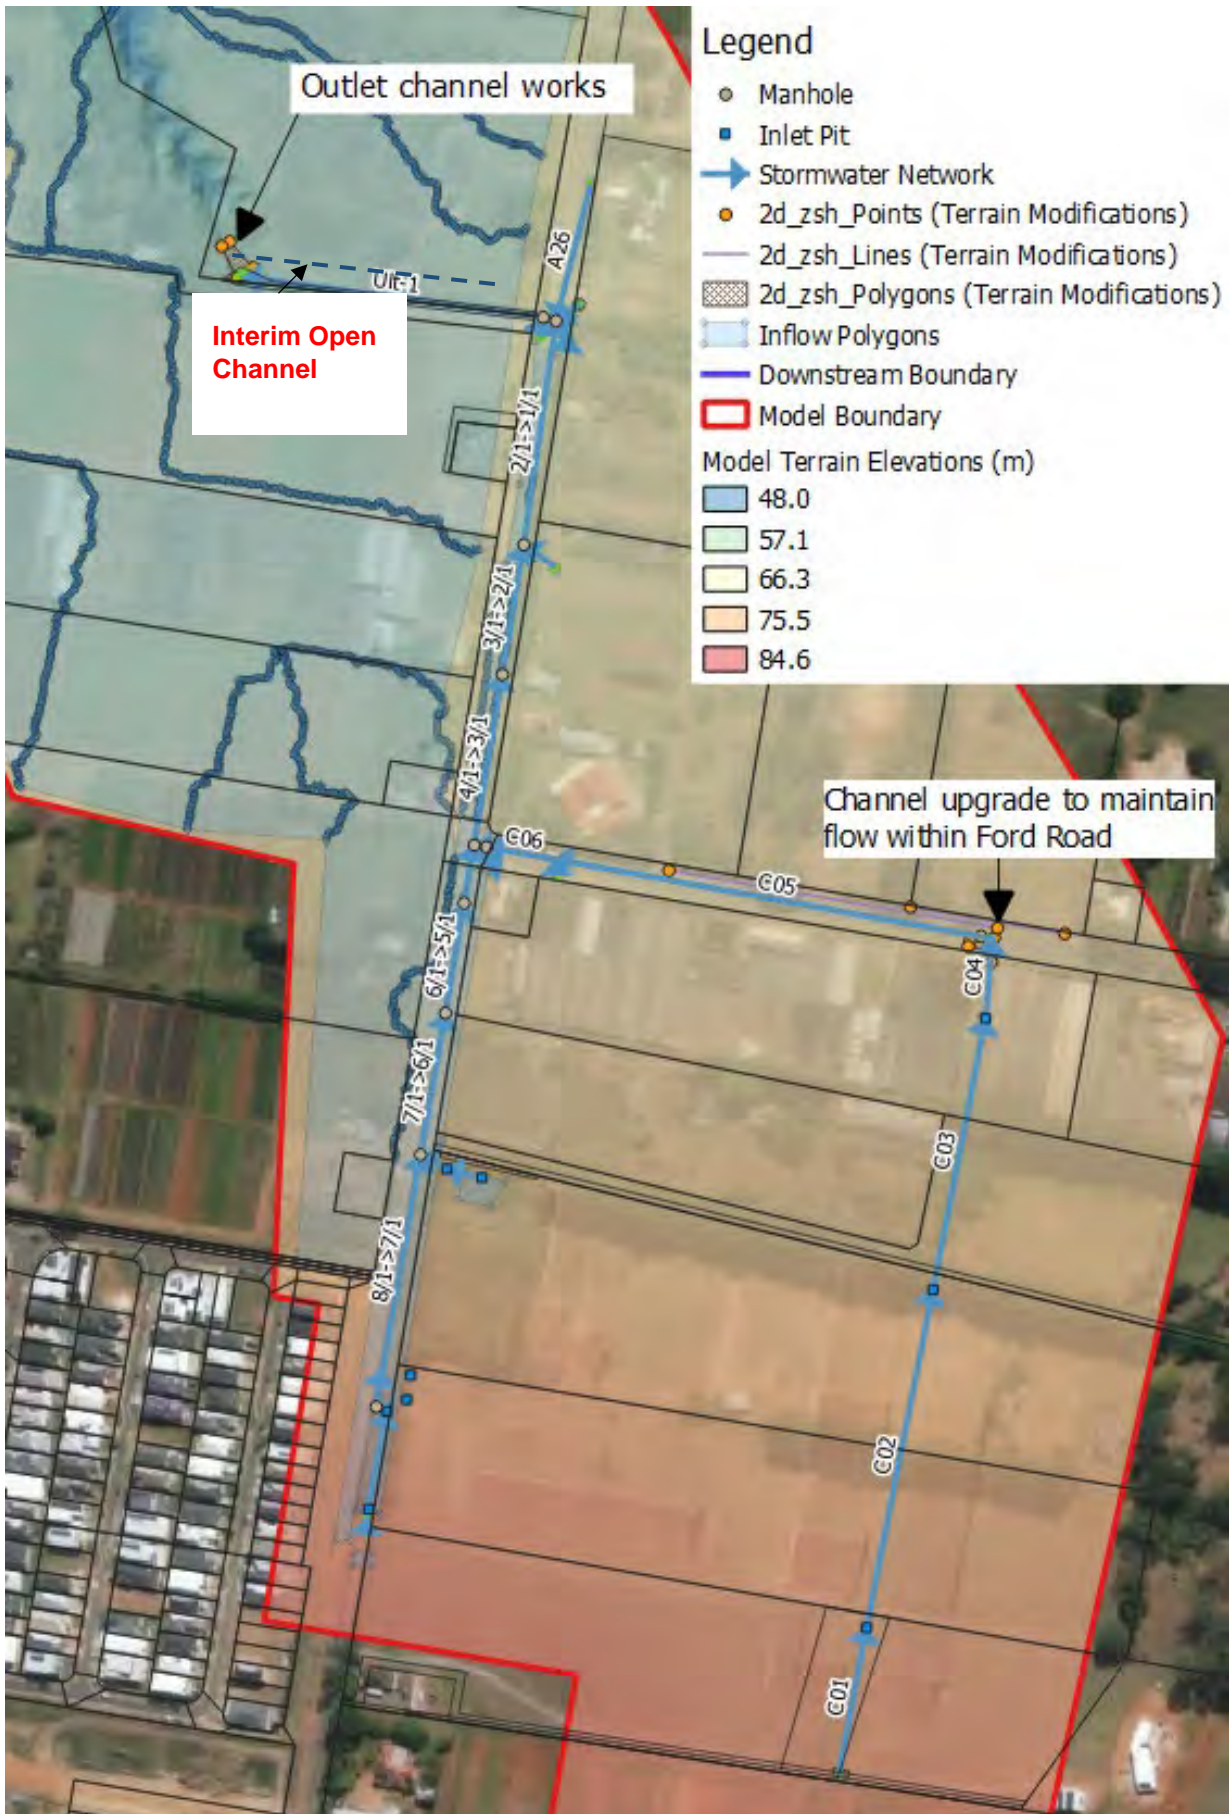 Legend
Manhole
Inlet Pit
Stormwater Network
2d_zsh_Points (Terrain Modifications)
2d_zsh_Lines (Terrain Modifications)
2d_zsh_Polygons (Terrain Modifications)
Inflow Polygons
Downstream Boundary
Model Boundary
Model Terrain Elevations (m)
48.0
57.1
66.3
75.5
84.6
Outlet channel works
A26
Ult-1
Interim Open
Channel
2/1->1/1
3/1->2/1
4/1->3/1
Channel upgrade to maintain
flow within Ford Road
C06
C05
C04
6/1->5/1
7/1->6/1
C03
8/1->7/1
C02
C01